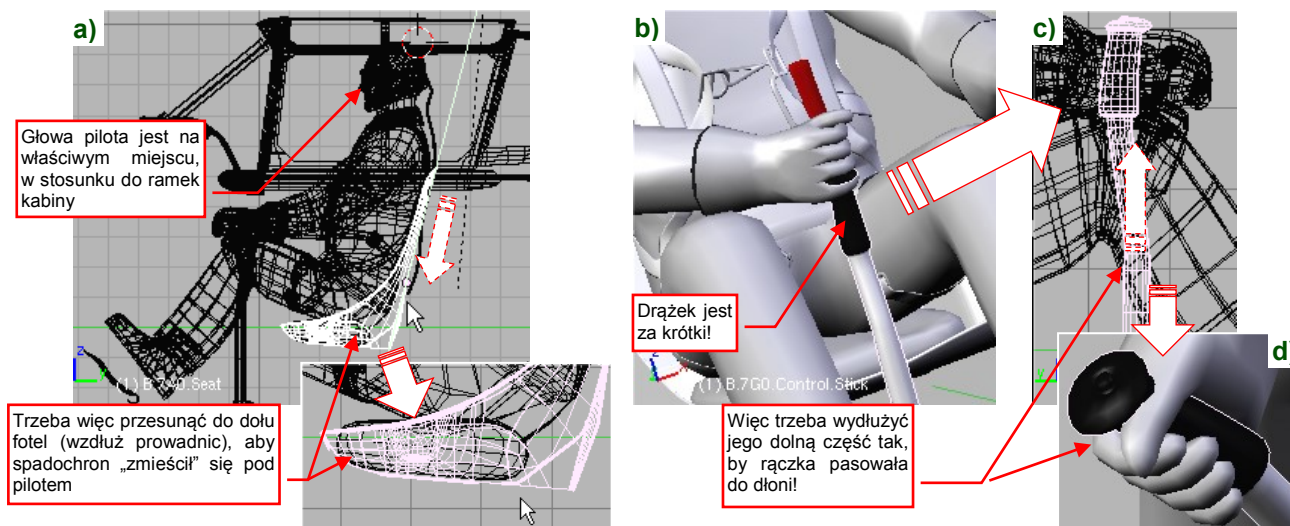 a)
Głowa pilota jest na
właściwym miejscu,
w stosunku do ramek
kabiny
z
y
(1) B.7A0.Seat
Trzeba więc przesunąć do dołu
fotel (wzdłuż prowadnic), aby
spadochron „zmieścił” się pod
pilotem
b)
Drążek jest
za krótki!
z
(1) B.7G0.Control.Stick
Więc trzeba wydłużyć
jego dolną część tak,
by rączka pasowała
do dłoni!
c)
y
d)